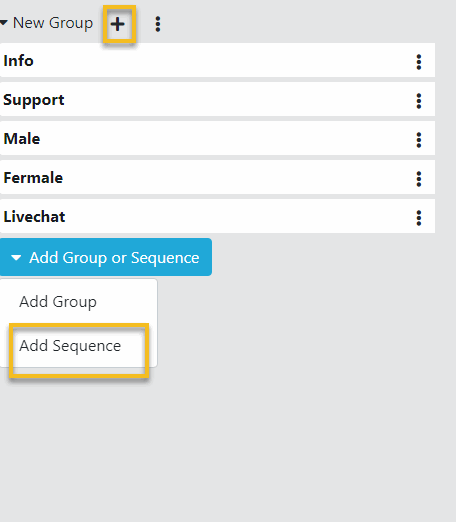 New Group
Info
Support
Male
Fermale
Livechat
Add Group or Sequence
Add Group
Add Sequence